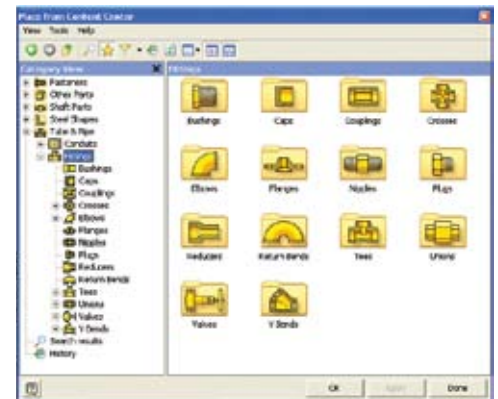 Place from Content Center
View Tools Help
Category View
Fittings
Fasteners
Other Parts
Shaft Parts
Steel Shapes
Tube & Pipe
Conduits
Fittings
Bushings
Caps
Couplings
Crosses
Elbows
Flanges
Nipples
Plugs
Reducers
Return Bends
Tees
Unions
Valves
Y Bends
Search results
History
Bushings Caps Couplings Crosses
Elbows Flanges Nipples Plugs
Reducers Return Bends Tees Unions
Valves Y Bends
OK Apply Done